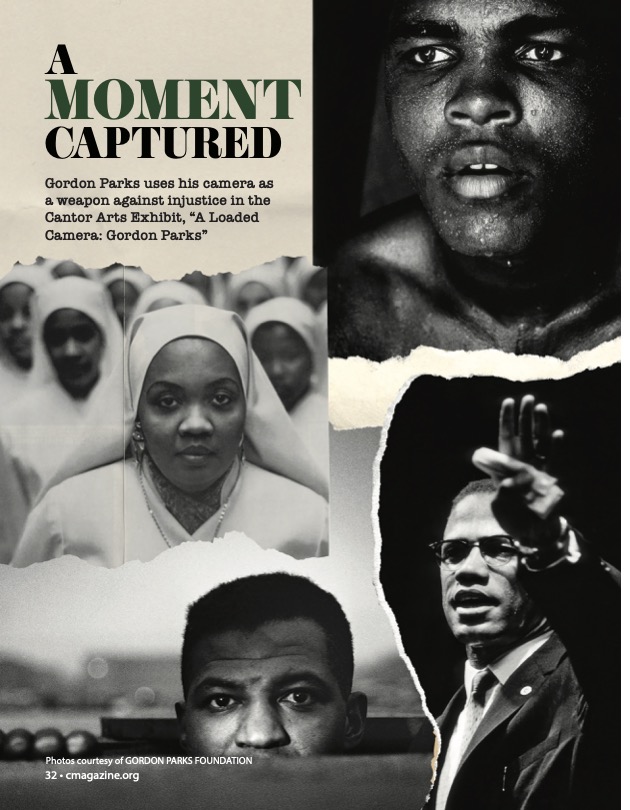 A
MOMENT
CAPTURED
Gordon Parks uses his camera as
a weapon against injustice in the
Cantor Arts Exhibit, “A Loaded
Camera: Gordon Parks”
Photos courtesy of GORDON PARKS FOUNDATION
32 • cmagazine.org